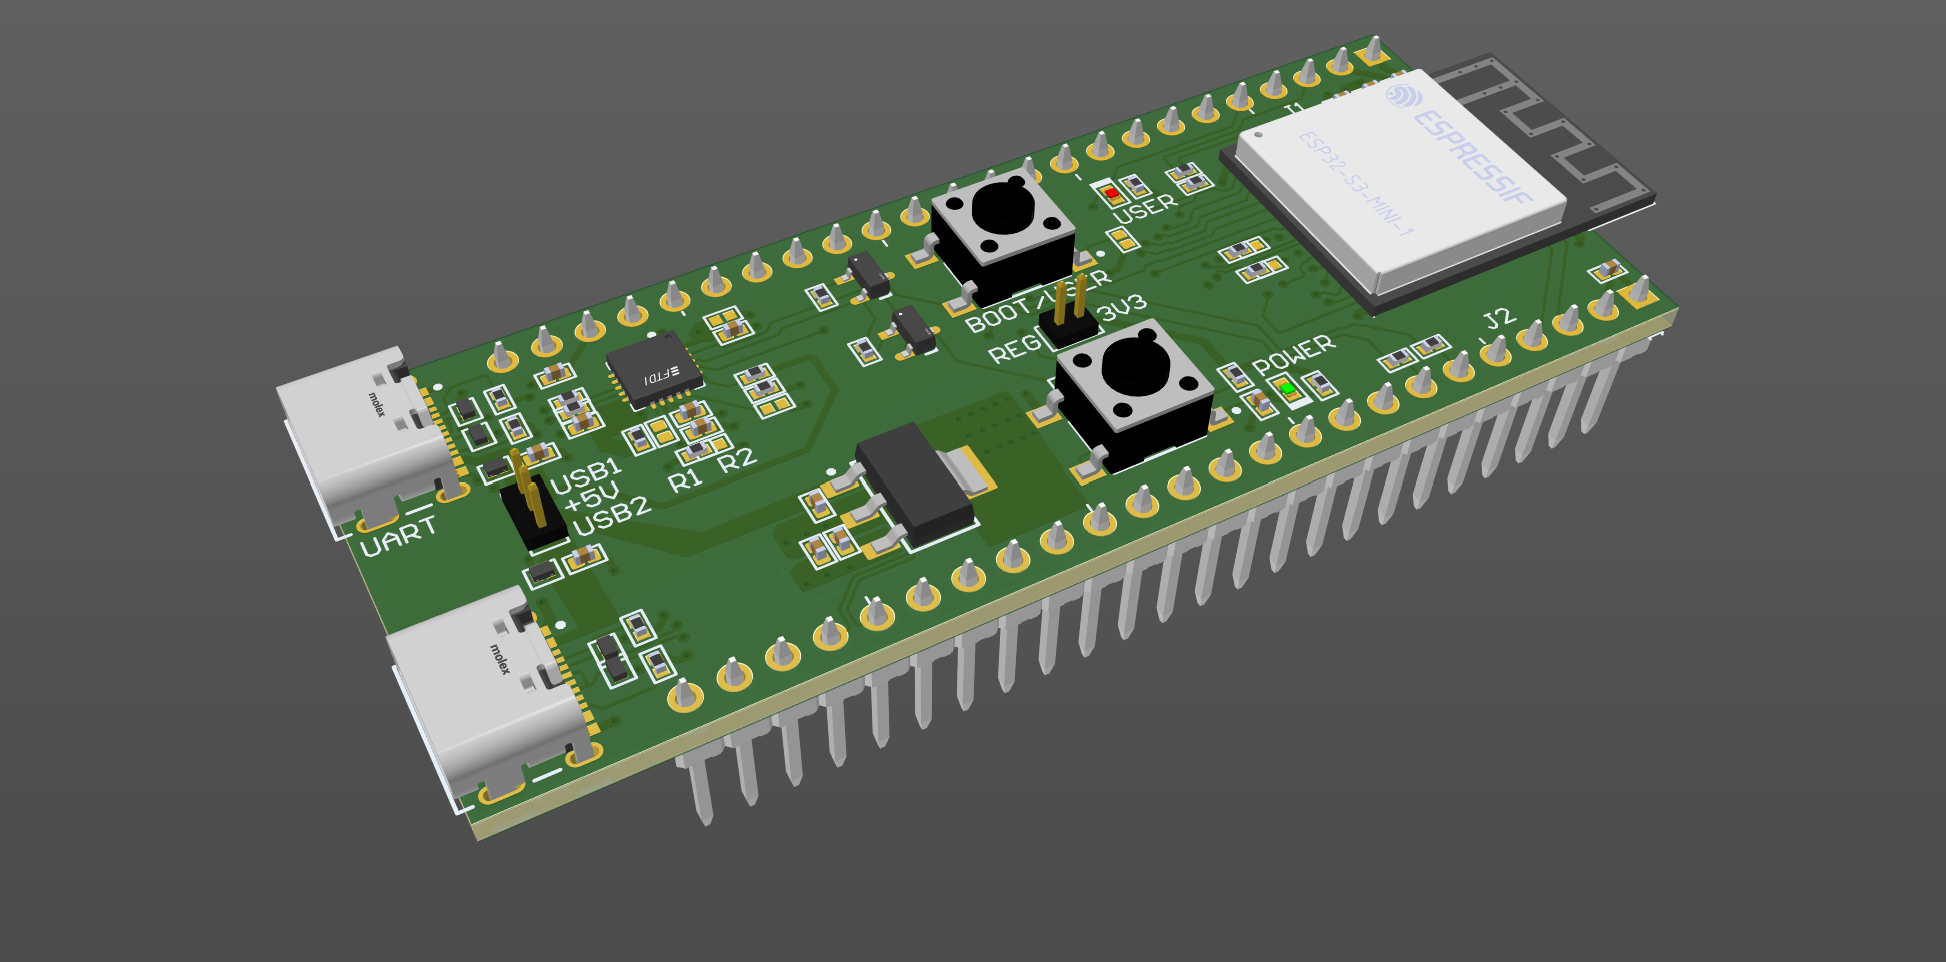 ESPRESSIF
ESP32-S3-MINI-1
J1
USER
BOOT/USER
3V3
REG
J2
POWER
FTDI
molex
USB1
+5V
USB2
R1
R2
UART
molex